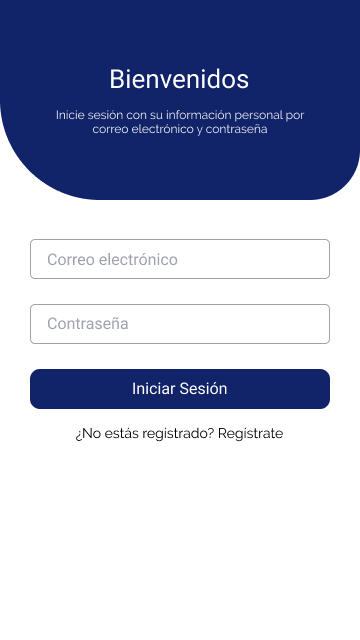 Bienvenidos
Inicie sesión con su información personal por
correo electrónico y contraseña
Correo electrónico
Contraseña
Iniciar Sesión
¿No estás registrado? Regístrate